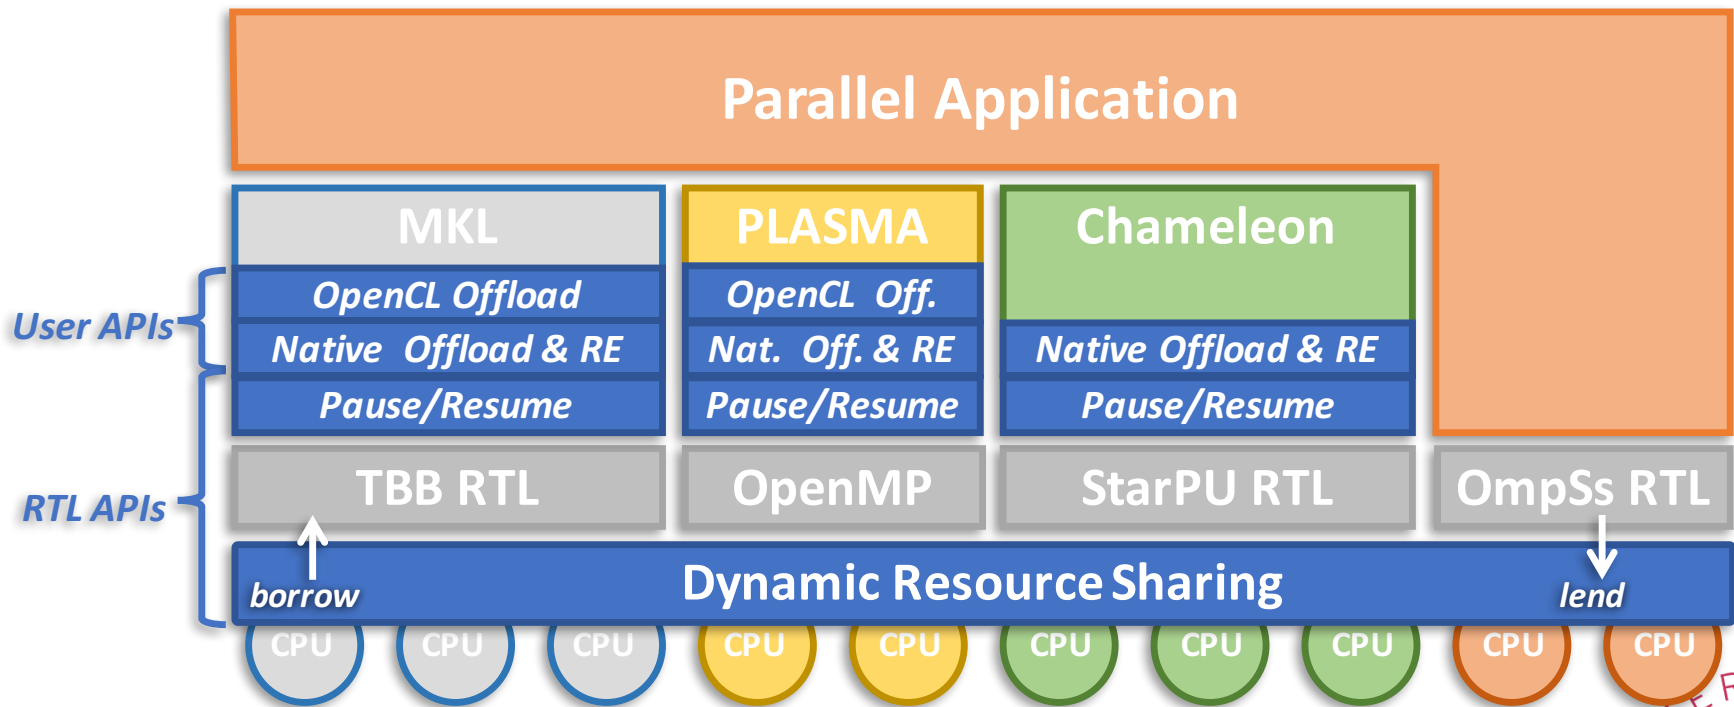 Parallel Application
MKL
PLASMA
Chameleon
OpenCL Offload
OpenCL Off.
User APIs
Native Offload & RE
Nat. Off. & RE
Native Offload & RE
Pause/Resume
Pause/Resume
Pause/Resume
RTL APIs
TBB RTL
OpenMP
StarPU RTL
OmpSs RTL
borrow
Dynamic Resource Sharing
lend
CPU
CPU
CPU
CPU
CPU
CPU
CPU
CPU
CPU
CPU